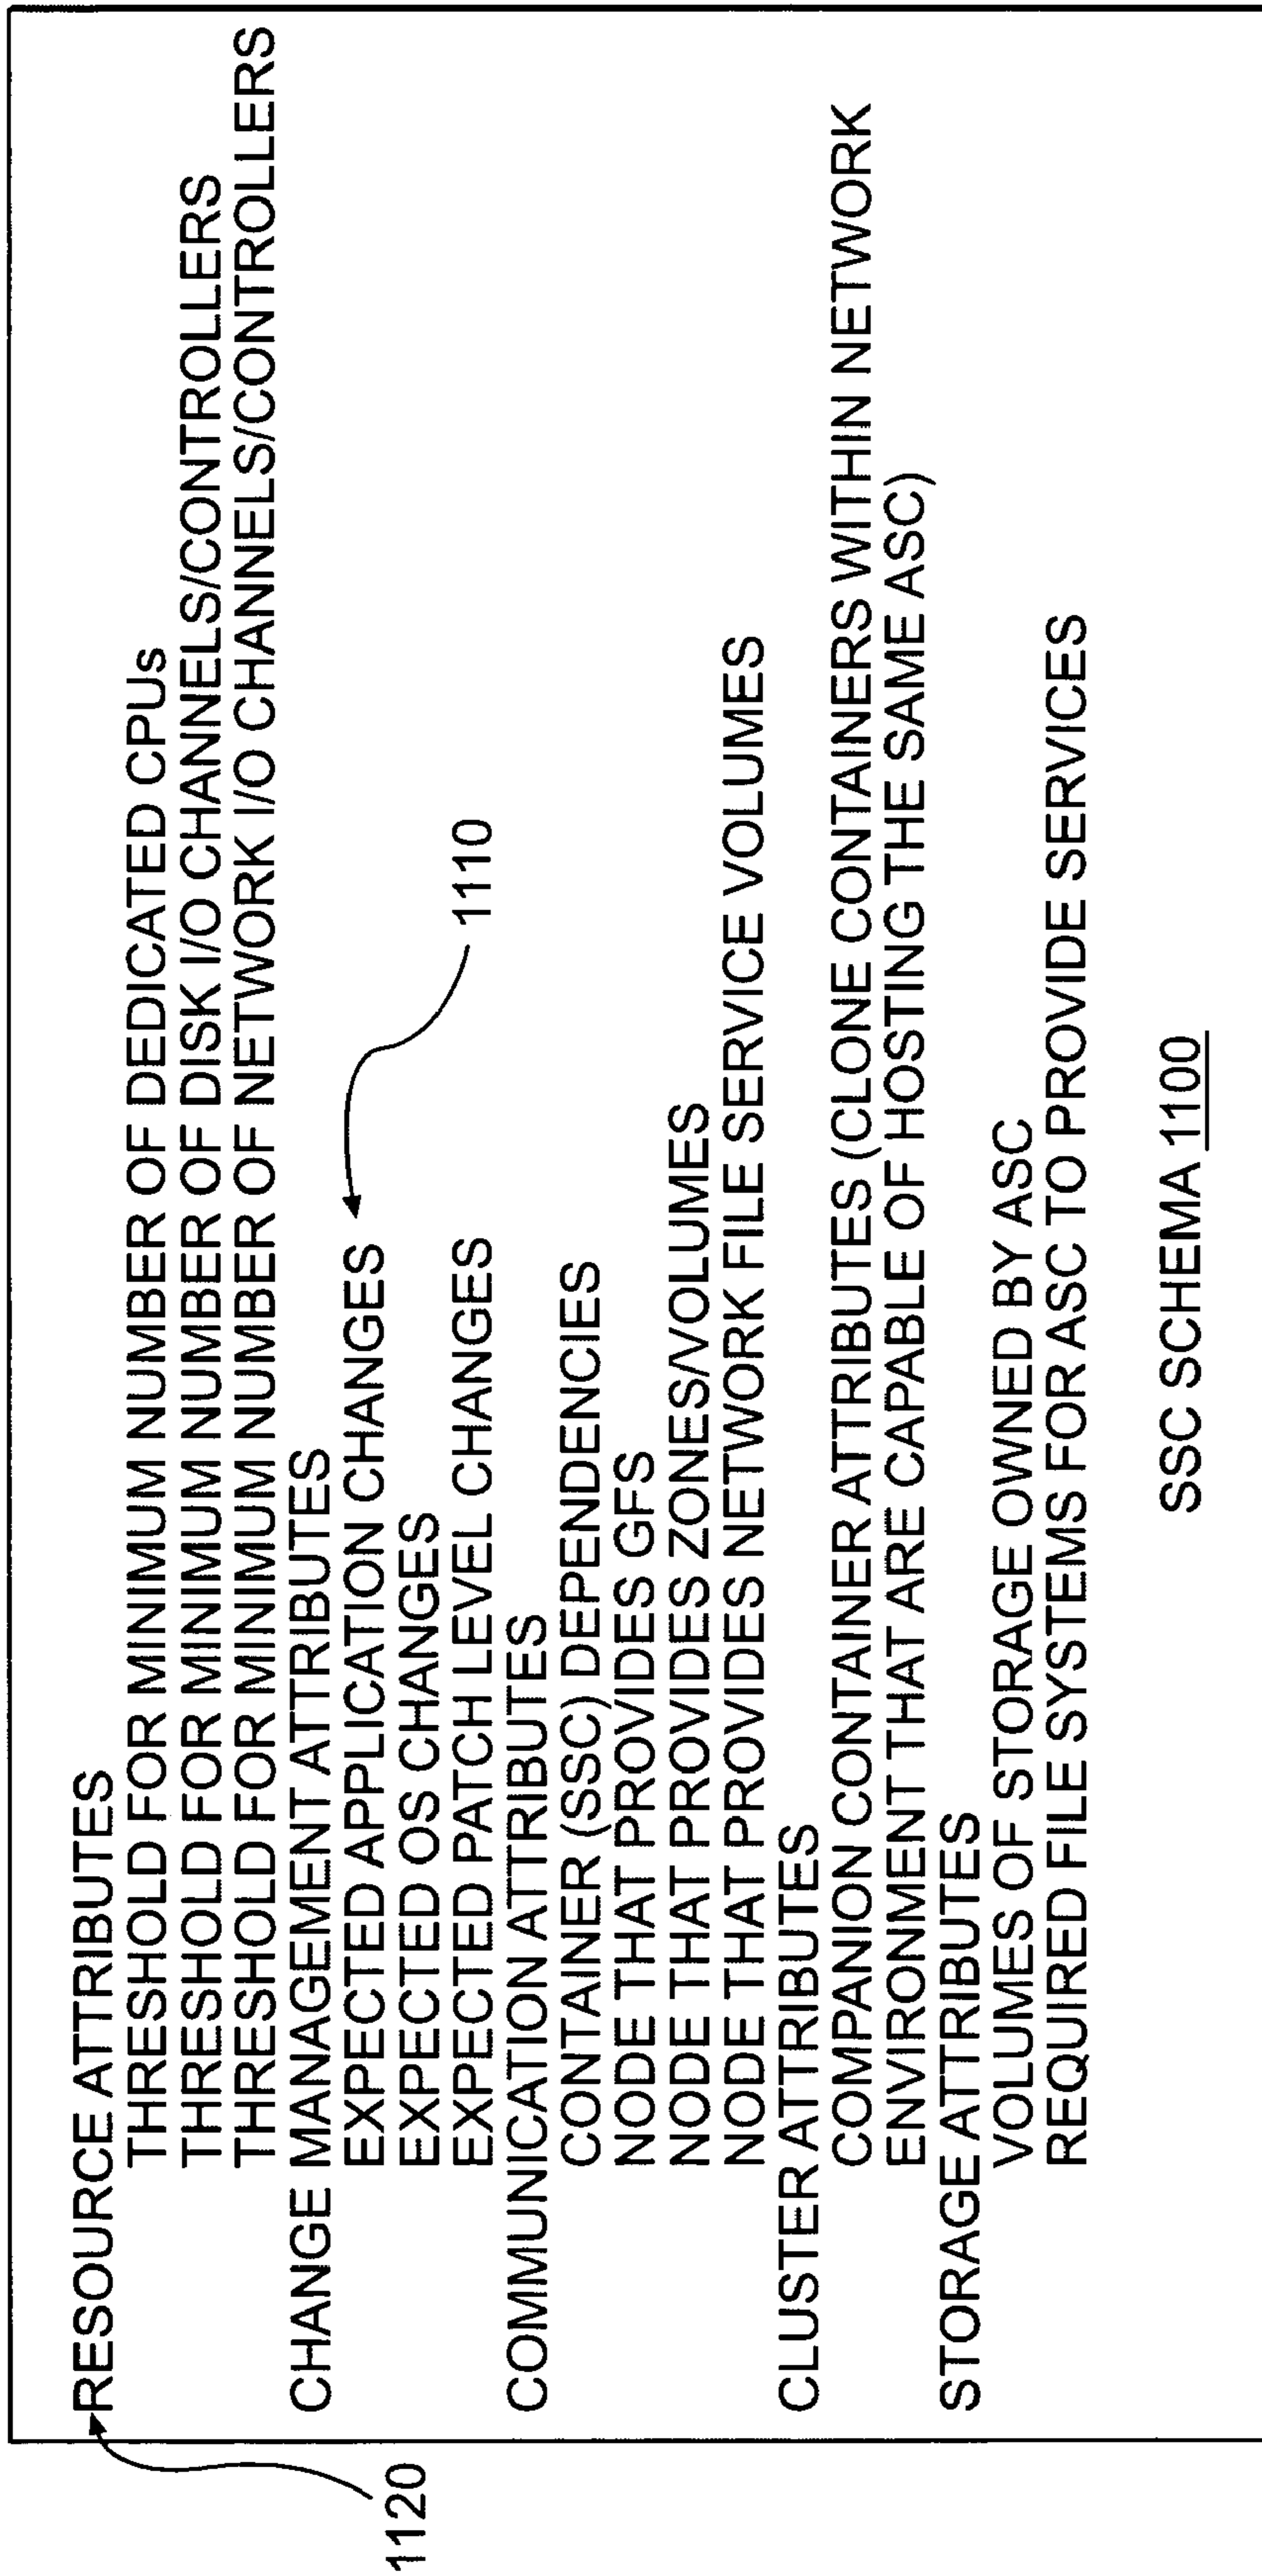 1120
RESOURCE ATTRIBUTES
THRESHOLD FOR MINIMUM NUMBER OF DEDICATED CPUs
THRESHOLD FOR MINIMUM NUMBER OF DISK I/O CHANNELS/CONTROLLERS
THRESHOLD FOR MINIMUM NUMBER OF NETWORK I/O CHANNELS/CONTROLLERS
CHANGE MANAGEMENT ATTRIBUTES
EXPECTED APPLICATION CHANGES
EXPECTED OS CHANGES
EXPECTED PATCH LEVEL CHANGES
1110
COMMUNICATION ATTRIBUTES
CONTAINER (SSC) DEPENDENCIES
NODE THAT PROVIDES GFS
NODE THAT PROVIDES ZONES/VOLUMES
NODE THAT PROVIDES NETWORK FILE SERVICE VOLUMES
CLUSTER ATTRIBUTES
COMPANION CONTAINER ATTRIBUTES (CLONE CONTAINERS WITHIN NETWORK
ENVIRONMENT THAT ARE CAPABLE OF HOSTING THE SAME ASC)
STORAGE ATTRIBUTES
VOLUMES OF STORAGE OWNED BY ASC
REQUIRED FILE SYSTEMS FOR ASC TO PROVIDE SERVICES
SSC SCHEMA 1100